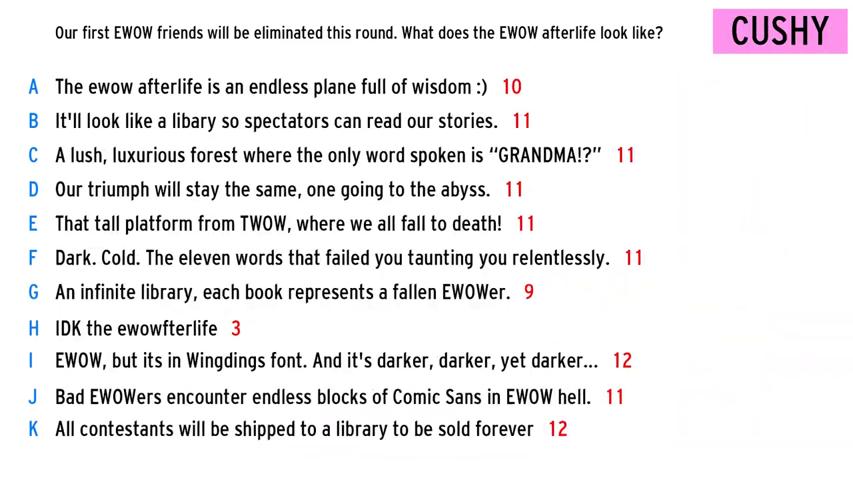 Our first EWOW friends will be eliminated this round. What does the EWOW afterlife look like?
CUSHY
A The ewow afterlife is an endless plane full of wisdom :) 10
B It'll look like a libary so spectators can read our stories. 11
C A lush, luxurious forest where the only word spoken is “GRANDMA!?” 11
D Our triumph will stay the same, one going to the abyss. 11
E That tall platform from TWOW, where we all fall to death! 11
F Dark. Cold. The eleven words that failed you taunting you relentlessly. 11
G An infinite library, each book represents a fallen EWOWer. 9
H IDK the ewowfterlife 3
I EWOW, but its in Wingdings font. And it's darker, darker, yet darker... 12
J Bad EWOWers encounter endless blocks of Comic Sans in EWOW hell. 11
K All contestants will be shipped to a library to be sold forever 12